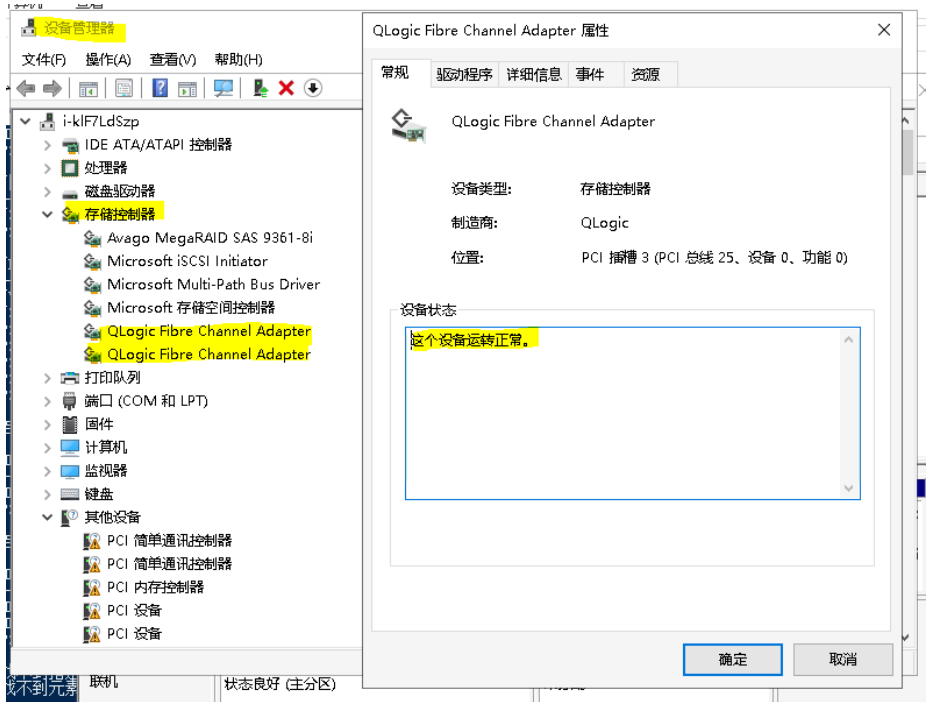 设备管理器
文件(F) 操作(A) 查看(V) 帮助(H)
i-klF7LdSzp
IDE ATA/ATAPI 控制器
处理器
磁盘驱动器
存储控制器
Avago MegaRAID SAS 9361-8i
Microsoft iSCSI Initiator
Microsoft Multi-Path Bus Driver
Microsoft 存储空间控制器
QLogic Fibre Channel Adapter
QLogic Fibre Channel Adapter
打印队列
端口 (COM 和 LPT)
固件
计算机
监视器
键盘
其他设备
PCI 简单通讯控制器
PCI 简单通讯控制器
PCI 内存控制器
PCI 设备
PCI 设备
QLogic Fibre Channel Adapter 属性
常规 驱动程序 详细信息 事件 资源
QLogic Fibre Channel Adapter
设备类型: 存储控制器
制造商: QLogic
位置: PCI 插槽 3 (PCI 总线 25、设备 0、功能 0)
设备状态
这个设备运转正常。
确定 取消
找不到元素
联机
状态良好 (主分区)